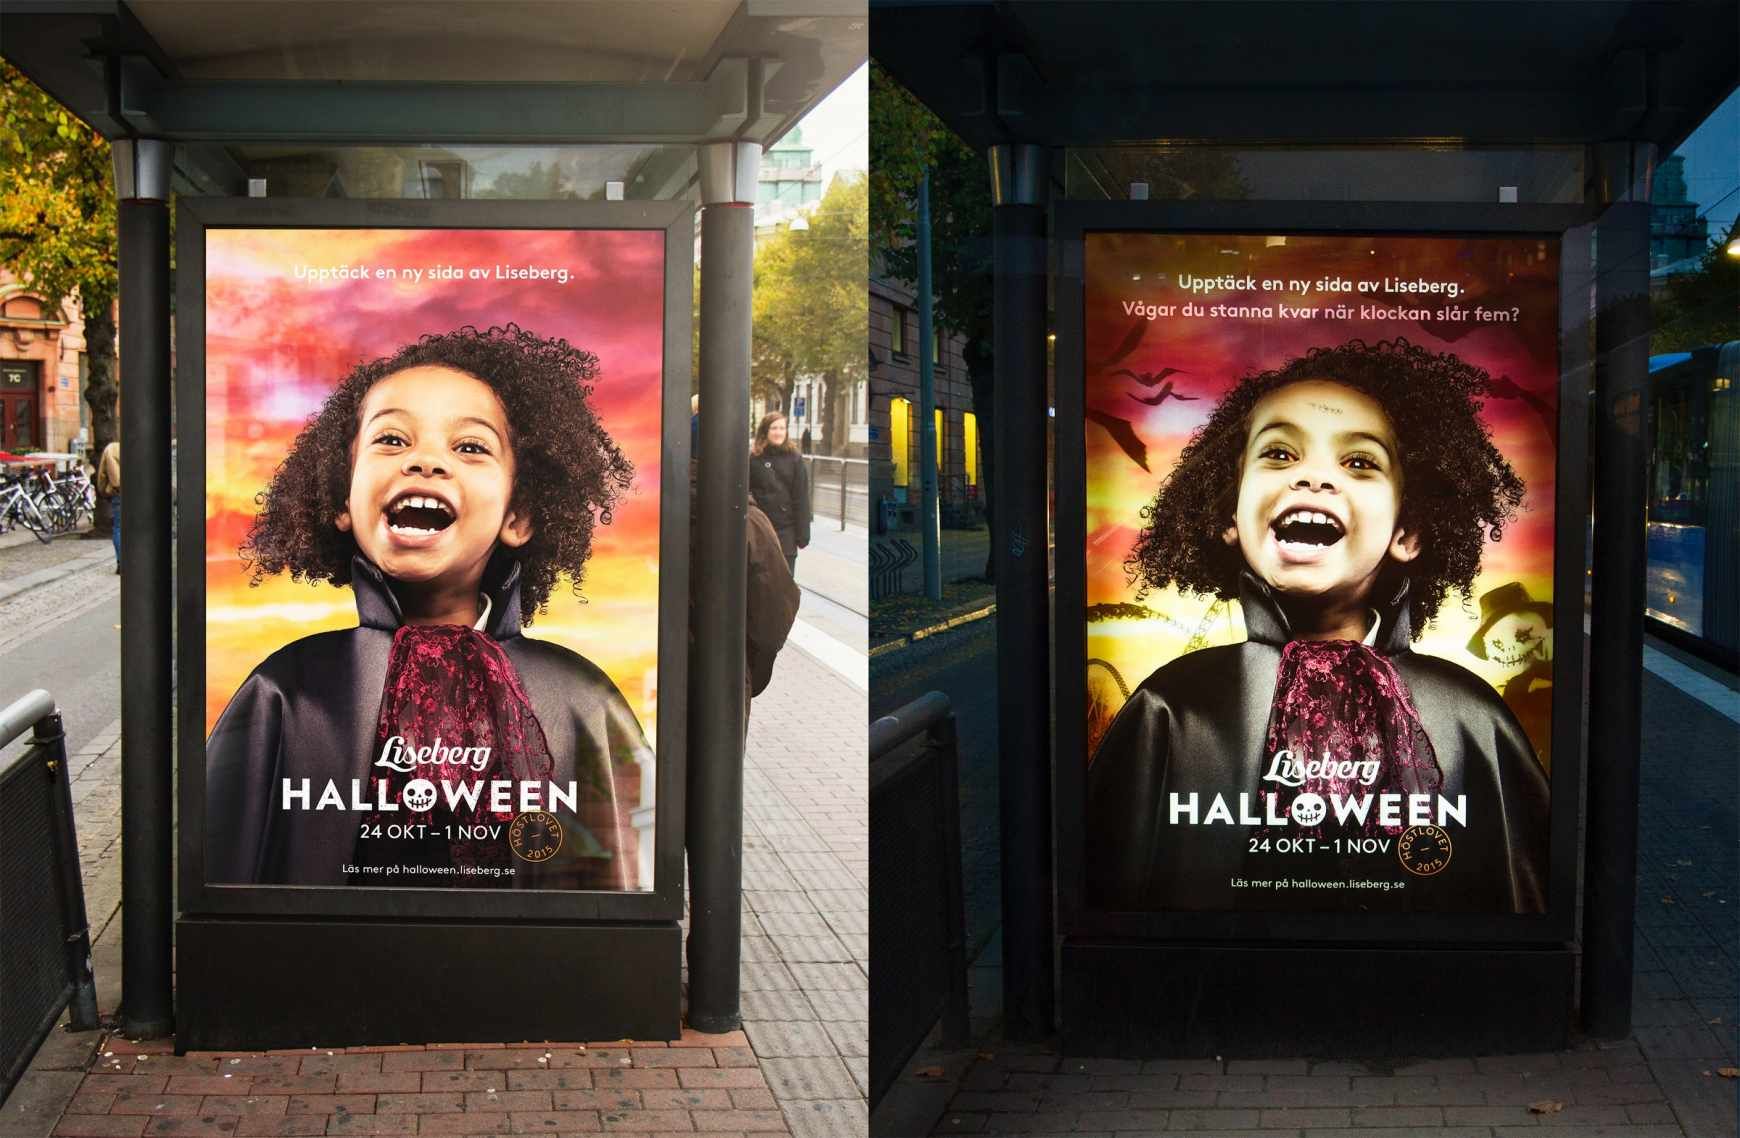 7C
Upptäck en ny sida av Liseberg.
Liseberg
HALLOWEEN
24 OKT – 1 NOV
HÖSTLOVET
– 2015
Läs mer på halloween.liseberg.se
Upptäck en ny sida av Liseberg.
Vågar du stanna kvar när klockan slår fem?
Liseberg
HALLOWEEN
24 OKT – 1 NOV
HÖSTLOVET
– 2015
Läs mer på halloween.liseberg.se